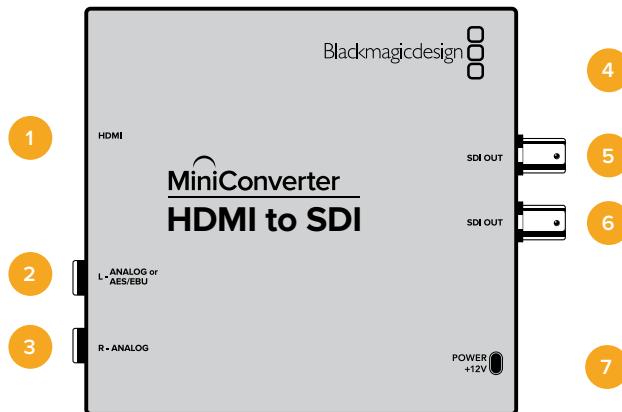 Blackmagicdesign
4
1
HDMI
5
SDI OUT
MiniConverter
HDMI to SDI
SDI OUT
6
2
L - ANALOG or
AES/EBU
3
R - ANALOG
POWER
+12V
7